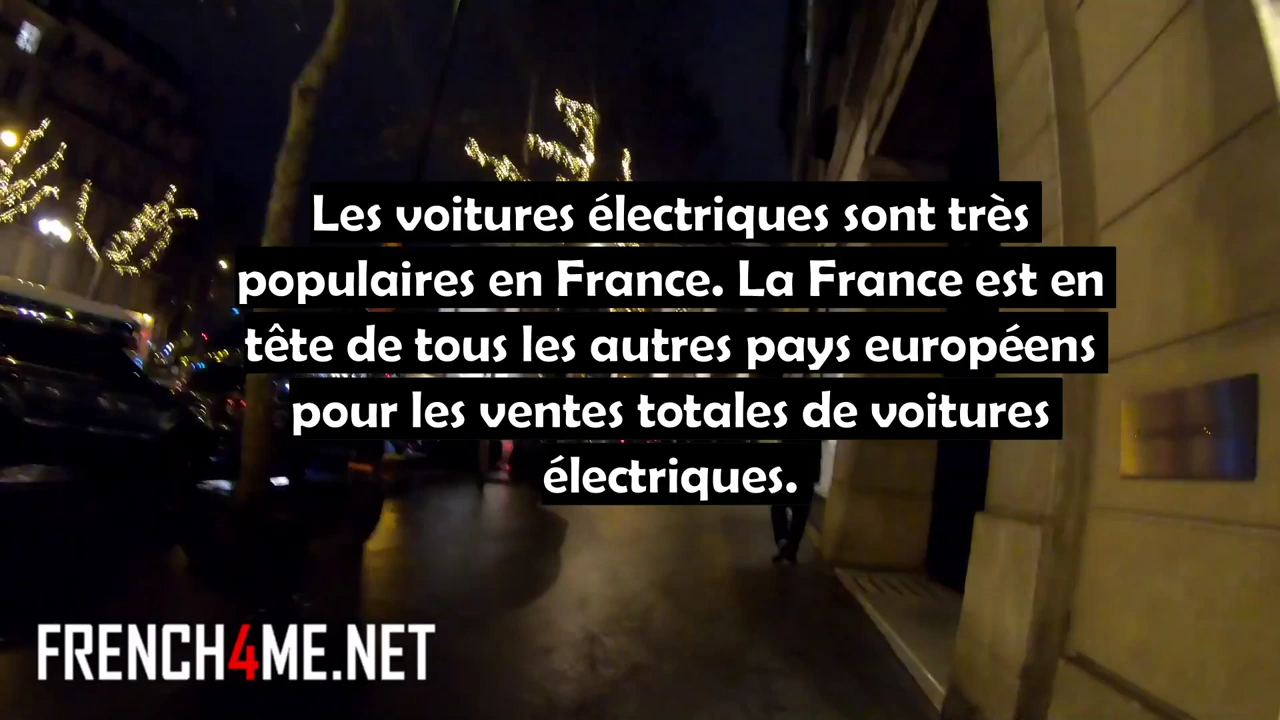 Les voitures électriques sont très
populaires en France. La France est en
tête de tous les autres pays européens
pour les ventes totales de voitures
électriques.
FRENCH4ME.NET